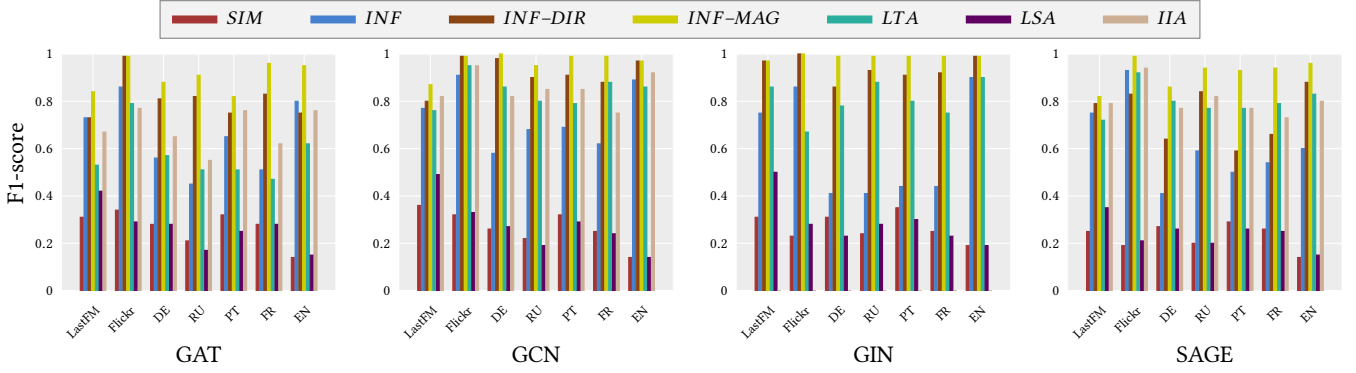 SIM INF INF–DIR INF–MAG LTA LSA IIA
F1-score
1 0.8 0.6 0.4 0.2 0
LastFM Flickr DE RU PT FR EN
GAT
1 0.8 0.6 0.4 0.2 0
LastFM Flickr DE RU PT FR EN
GCN
1 0.8 0.6 0.4 0.2 0
LastFM Flickr DE RU PT FR EN
GIN
1 0.8 0.6 0.4 0.2 0
LastFM Flickr DE RU PT FR EN
SAGE